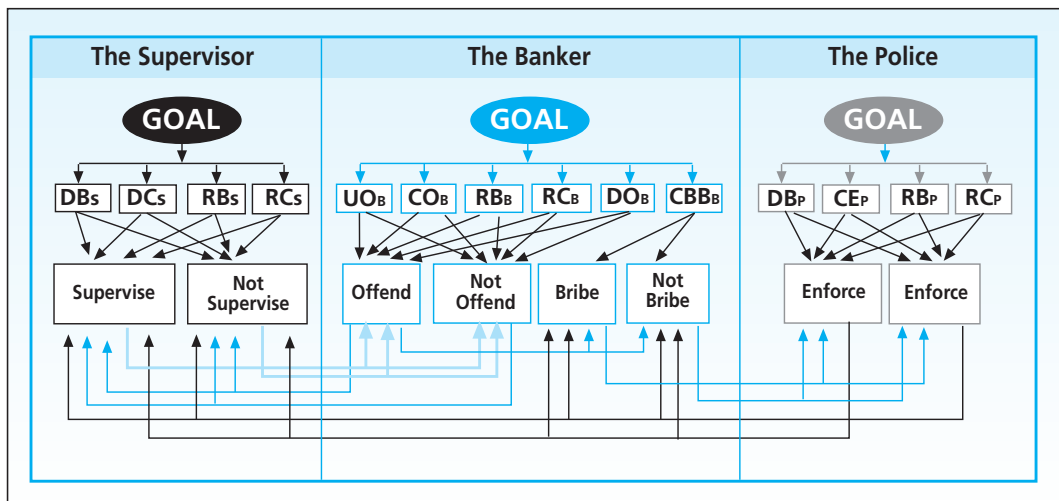 The Supervisor The Banker The Police
GOAL GOAL GOAL
DBs DCs RBs RCs UOB COB RBB RCB DOB CBBB DBP CEP RBP RCP
Supervise Not Supervise Offend Not Offend Bribe Not Bribe Enforce Enforce